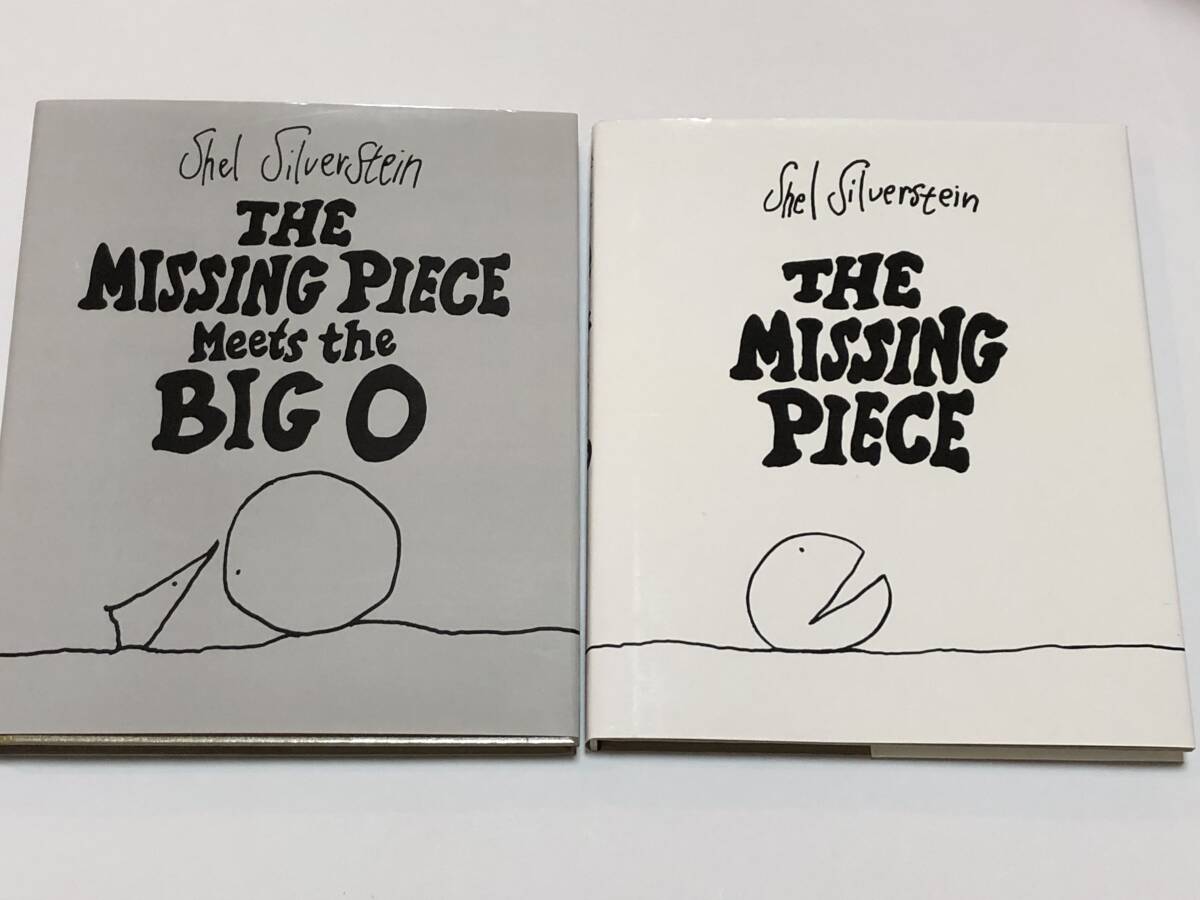 Shel Silverstein
THE
MISSING PIECE
Meets the
BIG O
Shel Silverstein
THE
MISSING
PIECE